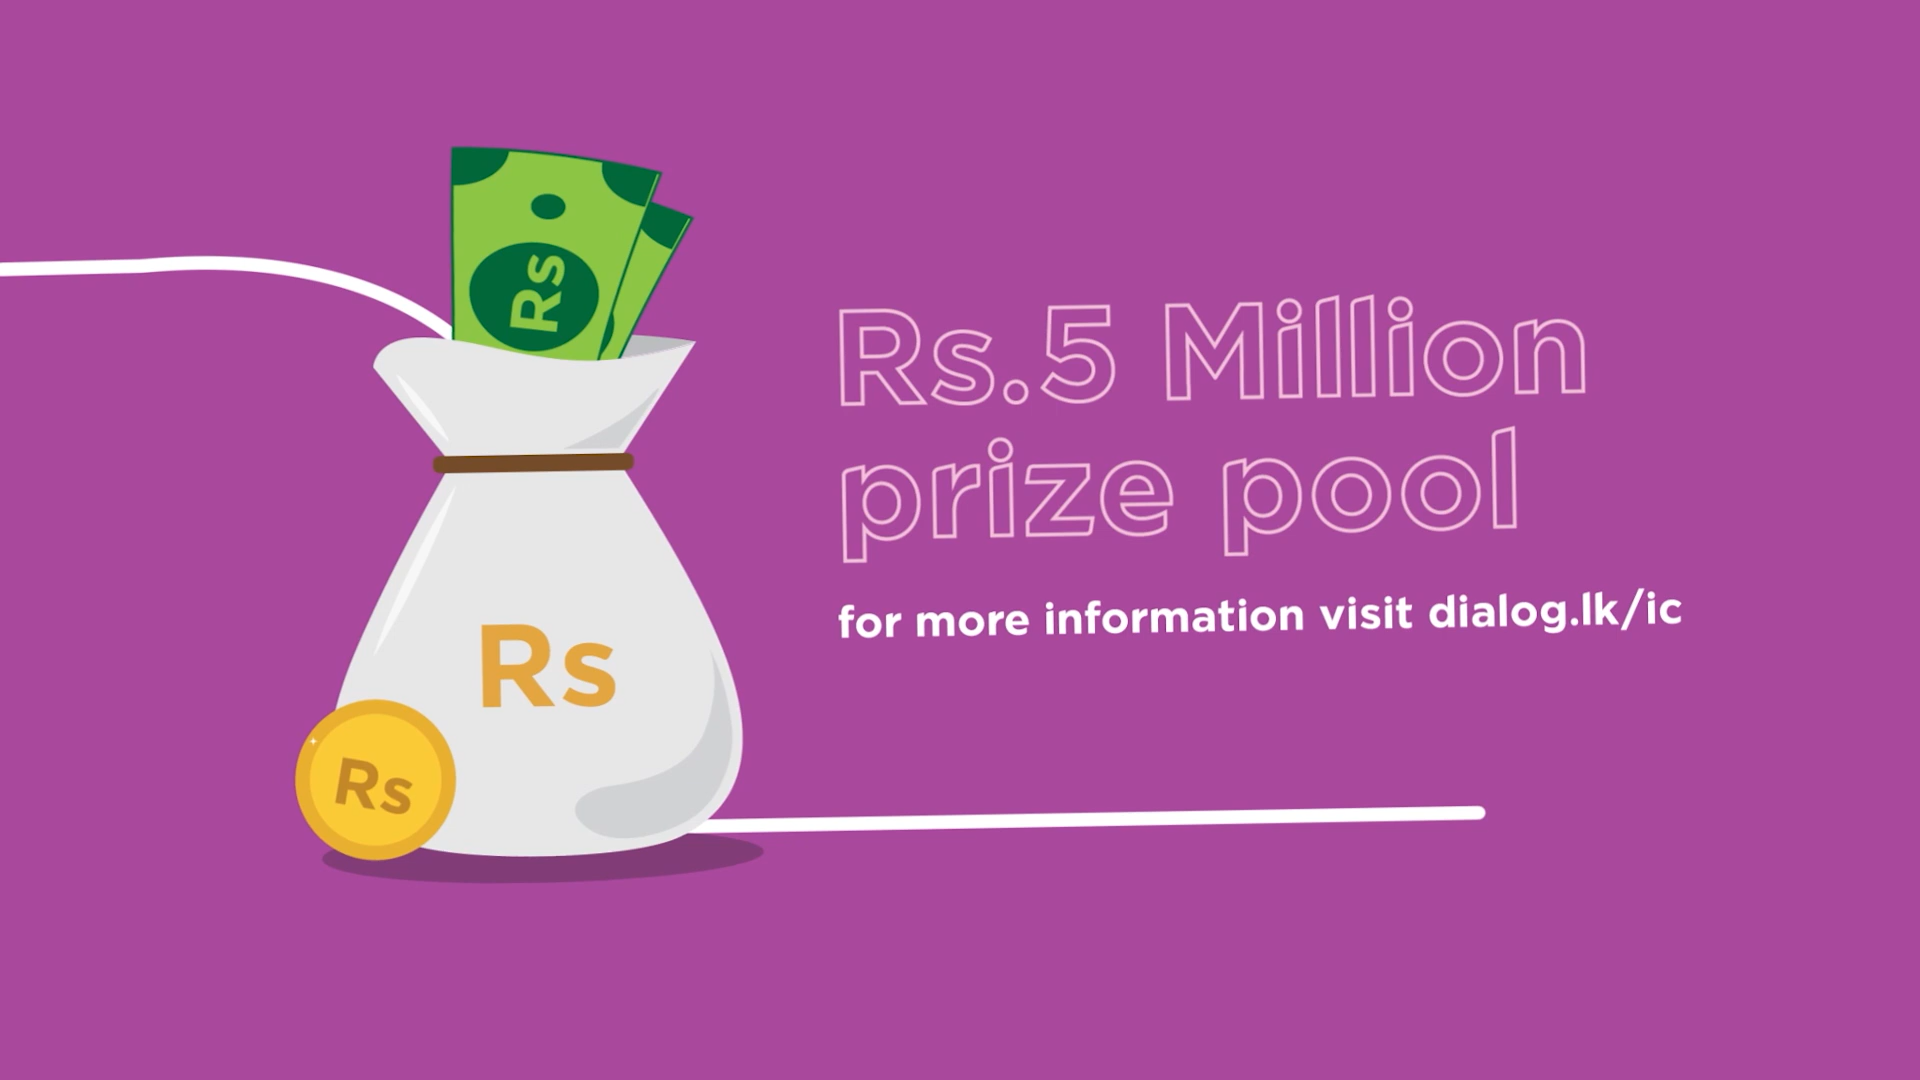 Rs
Rs.5 Million
prize pool
for more information visit dialog.lk/ic
Rs
Rs